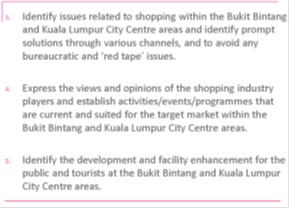 3. Identify issues related to shopping within the Bukit Bintang
and Kuala Lumpur City Centre areas and identify prompt
solutions through various channels, and to avoid any
bureaucratic and 'red tape' issues.
4. Express the views and opinions of the shopping industry
players and establish activities/events/programmes that
are current and suited for the target market within the
Bukit Bintang and Kuala Lumpur City Centre areas.
5. Identify the development and facility enhancement for the
public and tourists at the Bukit Bintang and Kuala Lumpur
City Centre areas.